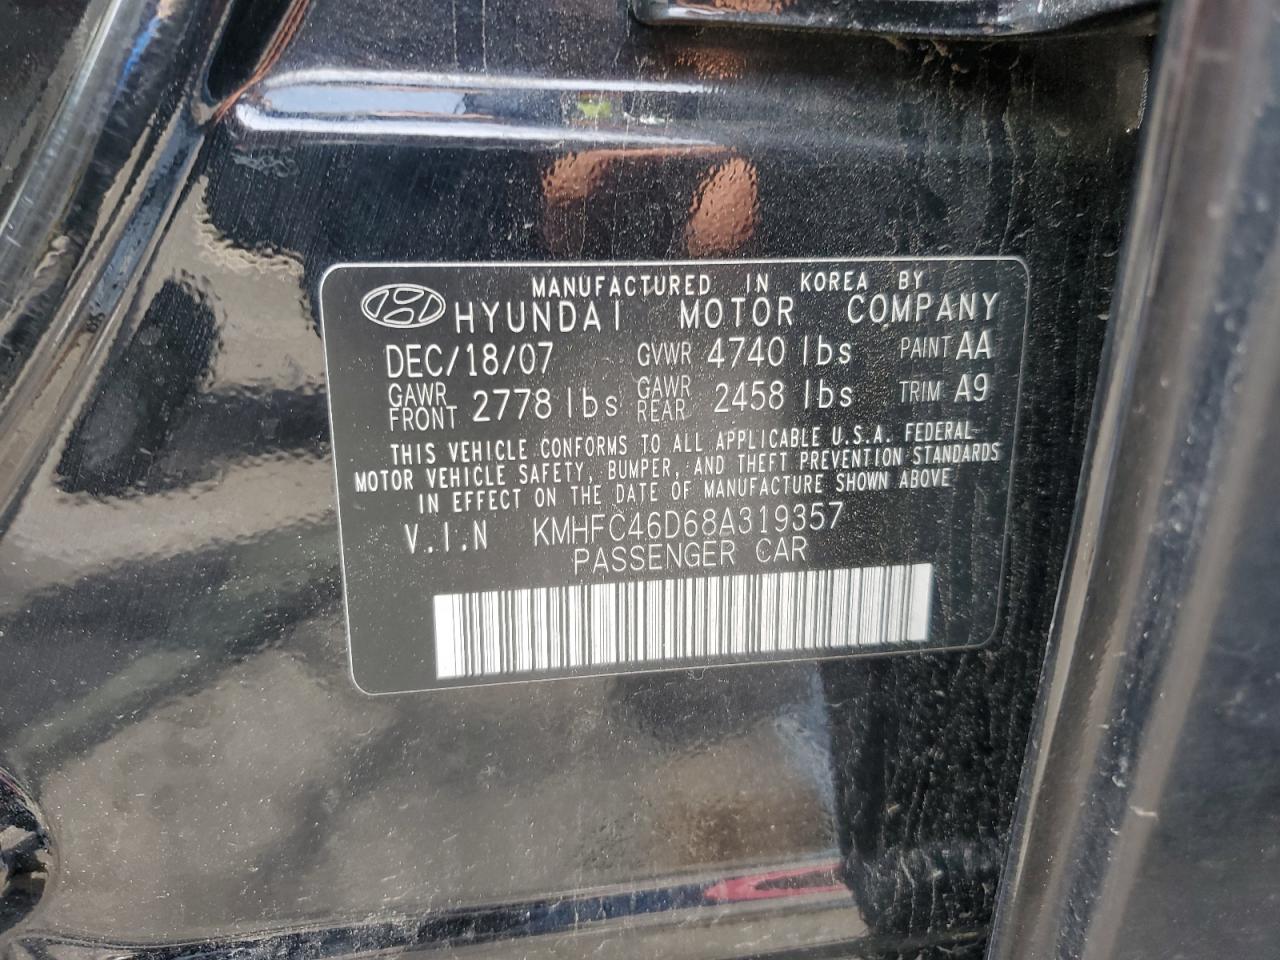 MANUFACTURED IN KOREA BY
HYUNDAI MOTOR COMPANY
DEC/18/07 GVWR 4740 lbs PAINT AA
GAWR FRONT 2778 lbs GAWR REAR 2458 lbs TRIM A9
THIS VEHICLE CONFORMS TO ALL APPLICABLE U.S.A. FEDERAL
MOTOR VEHICLE SAFETY, BUMPER, AND THEFT PREVENTION STANDARDS
IN EFFECT ON THE DATE OF MANUFACTURE SHOWN ABOVE
V.I.N KMHFC46D68A319357
PASSENGER CAR